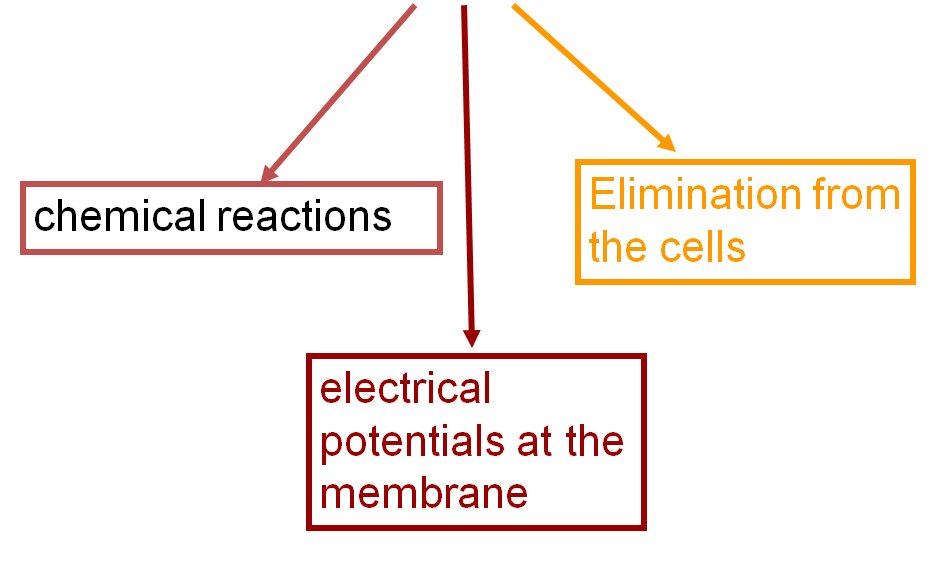 chemical reactions
Elimination from
the cells
electrical
potentials at the
membrane